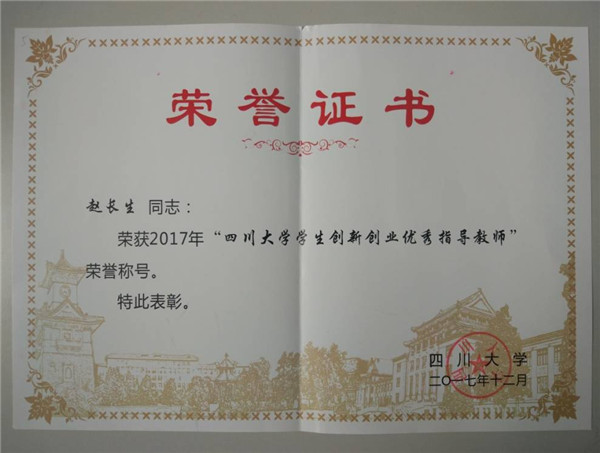 荣誉证书
赵长生 同志：
荣获2017年“四川大学学生创新创业优秀指导教师”
荣誉称号。
特此表彰。
四川大学
二〇一七年十二月